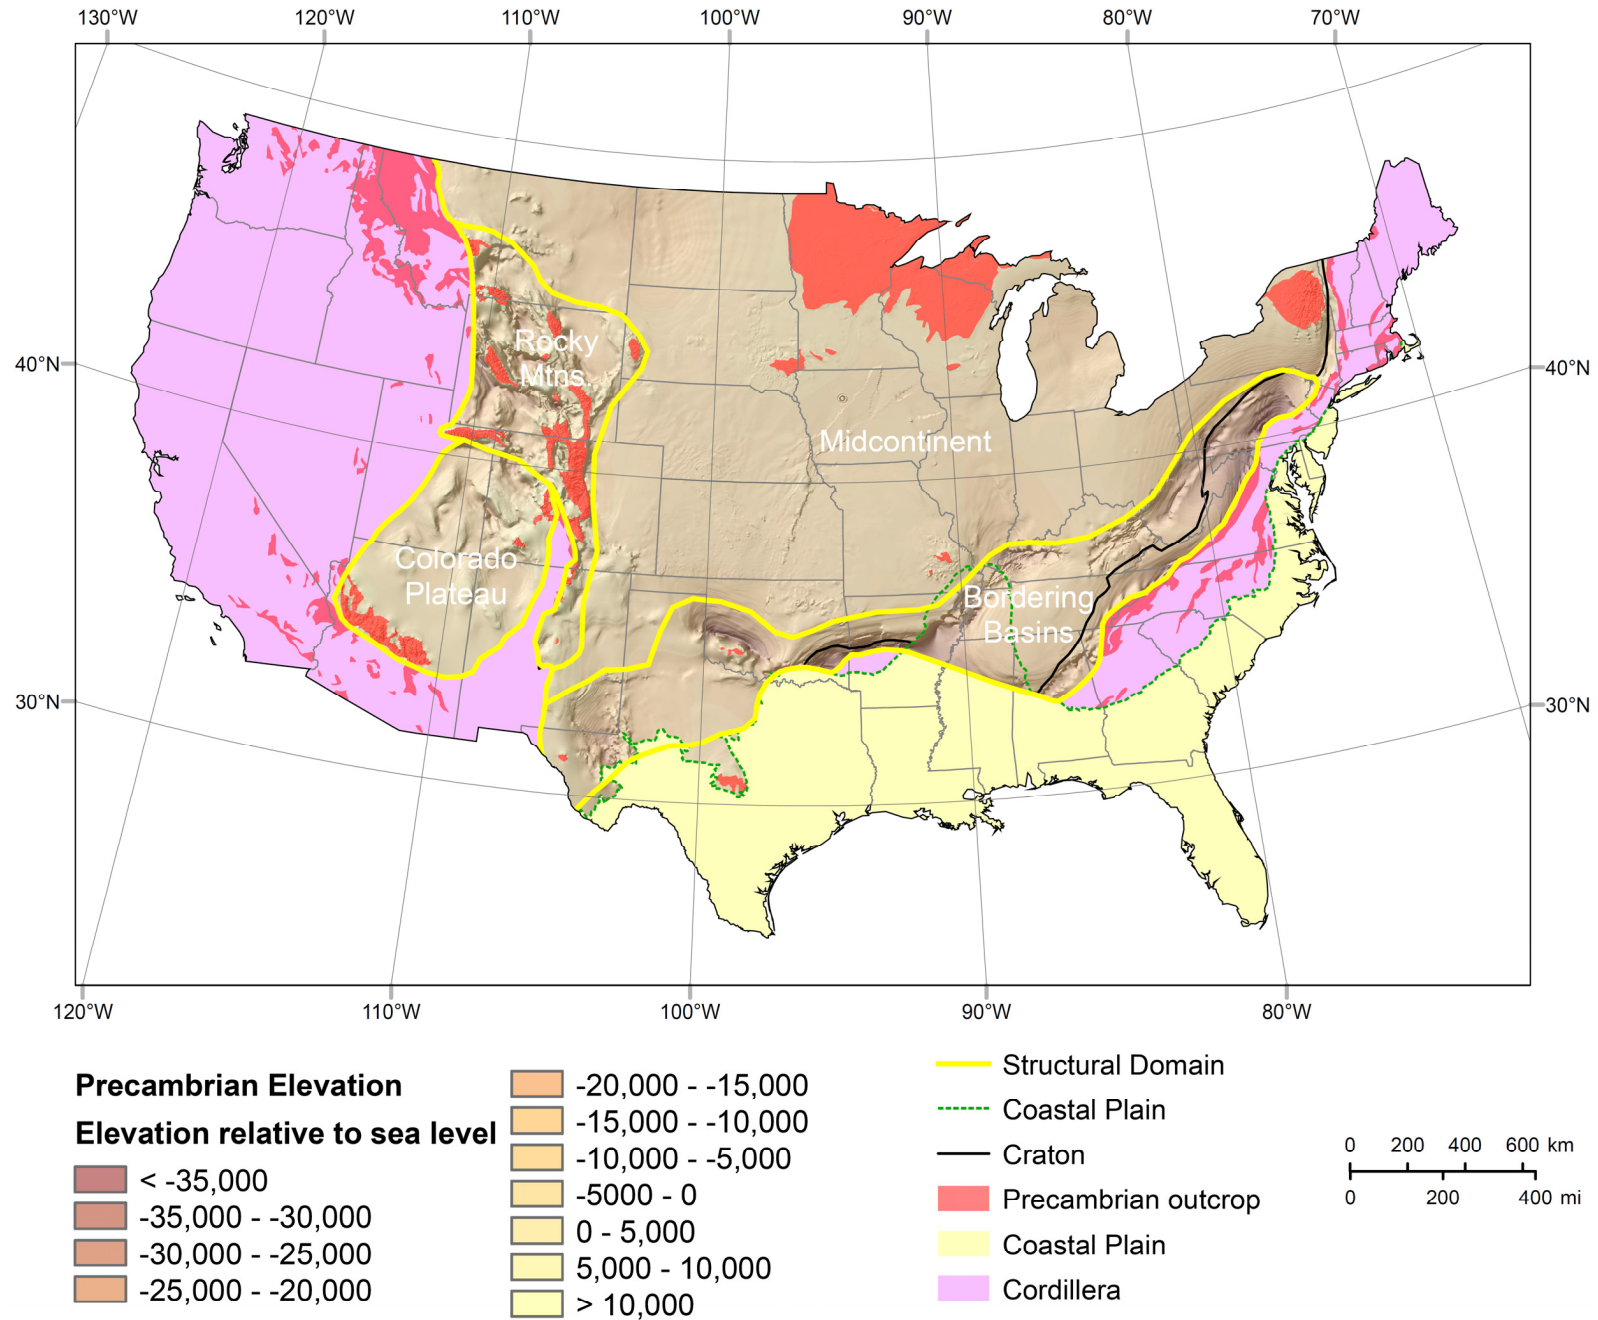 130°W 120°W 110°W 100°W 90°W 80°W 70°W
40°N 40°N
30°N 30°N
Rocky
Mtns
Midcontinent
Colorado
Plateau
Bordering
Basins
120°W 110°W 100°W 90°W 80°W
Precambrian Elevation
Elevation relative to sea level
< -35,000
-35,000 - -30,000
-30,000 - -25,000
-25,000 - -20,000
-20,000 - -15,000
-15,000 - -10,000
-10,000 - -5,000
-5000 - 0
0 - 5,000
5,000 - 10,000
> 10,000
Structural Domain
Coastal Plain
Craton
Precambrian outcrop
Coastal Plain
Cordillera
0 200 400 600 km
0 200 400 mi